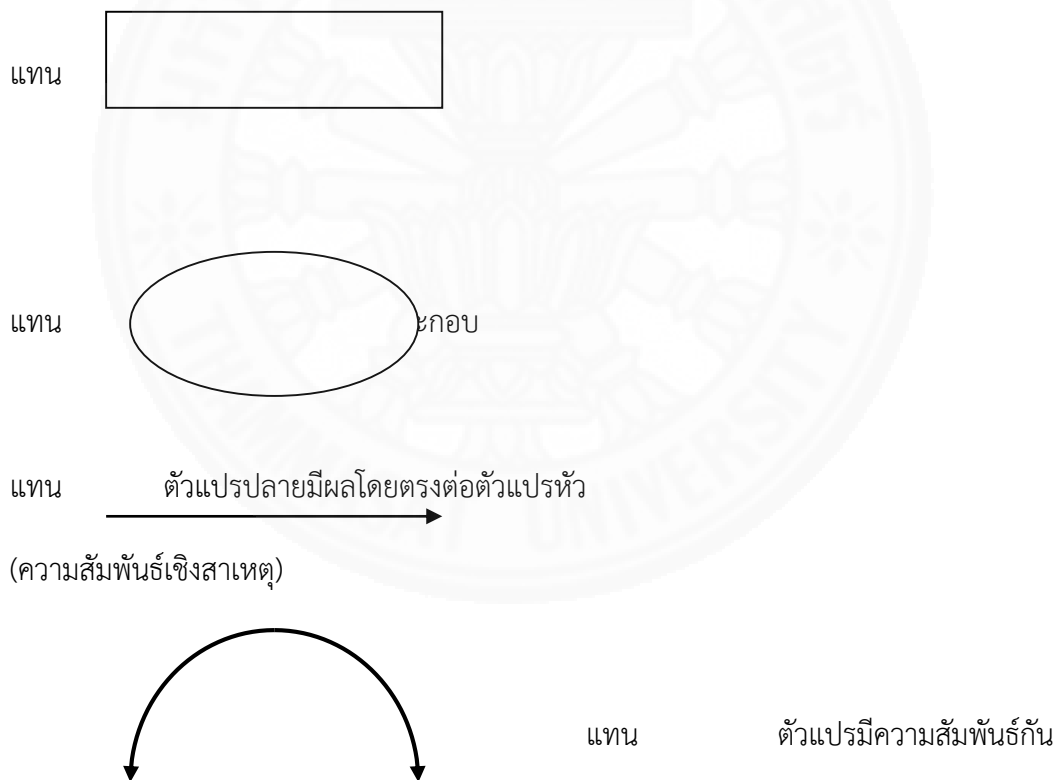 แทน
แทน ะกอบ
แทน ตัวแปรปลายมีผลโดยตรงต่อตัวแปรหัว
(ความสัมพันธ์เชิงสาเหตุ)
แทน ตัวแปรมีความสัมพันธ์กัน